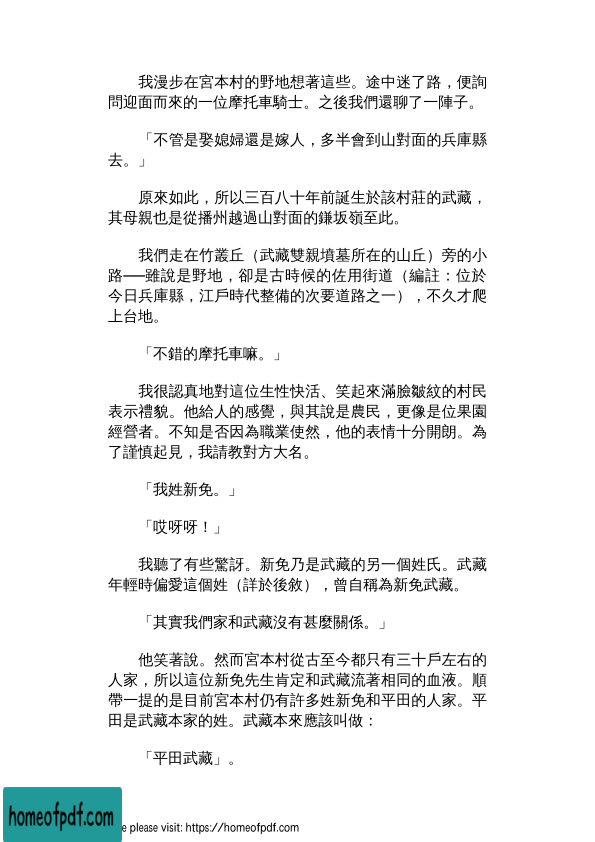 我漫步在宮本村的野地想著這些。途中迷了路，便詢
問迎面而來的一位摩托車騎士。之後我們還聊了一陣子。
「不管是娶媳婦還是嫁人，多半會到山對面的兵庫縣
去。」
原來如此，所以三百八十年前誕生於該村莊的武藏，
其母親也是從播州越過山對面的鎌坂嶺至此。
我們走在竹叢丘（武藏雙親墳墓所在的山丘）旁的小
路──雖說是野地，卻是古時候的佐用街道（編註：位於
今日兵庫縣，江戶時代整備的次要道路之一），不久才爬
上台地。
「不錯的摩托車嘛。」
我很認真地對這位生性快活、笑起來滿臉皺紋的村民
表示禮貌。他給人的感覺，與其說是農民，更像是位果園
經營者。不知是否因為職業使然，他的表情十分開朗。為
了謹慎起見，我請教對方大名。
「我姓新免。」
「哎呀呀！」
我聽了有些驚訝。新免乃是武藏的另一個姓氏。武藏
年輕時偏愛這個姓（詳於後敘），曾自稱為新免武藏。
「其實我們家和武藏沒有甚麼關係。」
他笑著說。然而宮本村從古至今都只有三十戶左右的
人家，所以這位新免先生肯定和武藏流著相同的血液。順
帶一提的是目前宮本村仍有許多姓新免和平田的人家。平
田是武藏本家的姓。武藏本來應該叫做：
「平田武藏」。
homeofpdf.com
e please visit: https://homeofpdf.com